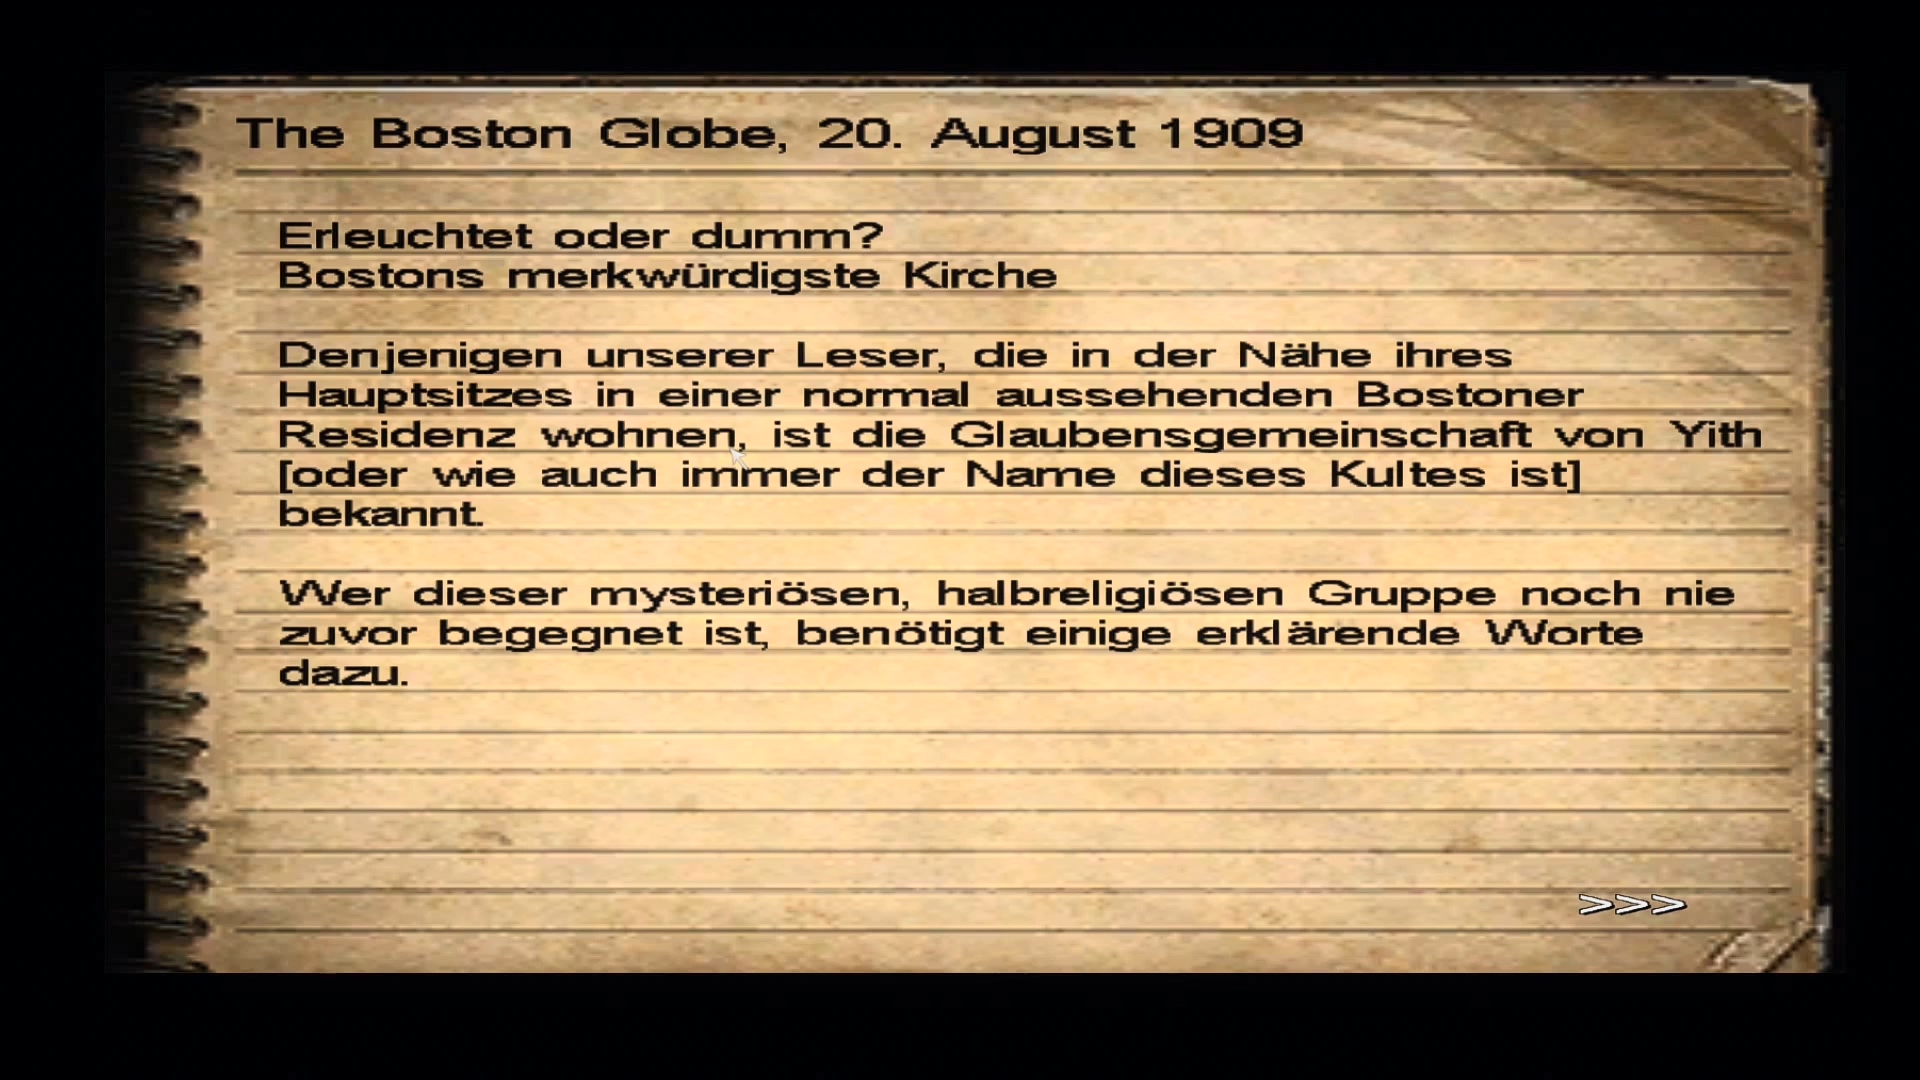 The Boston Globe, 20. August 1909
Erleuchtet oder dumm?
Bostons merkwürdigste Kirche
Denjenigen unserer Leser, die in der Nähe ihres
Hauptsitzes in einer normal aussehenden Bostoner
Residenz wohnen, ist die Glaubensgemeinschaft von Yith
[oder wie auch immer der Name dieses Kultes ist]
bekannt.
Wer dieser mysteriösen, halbreligiösen Gruppe noch nie
zuvor begegnet ist, benötigt einige erklärende Worte
dazu.
>>>